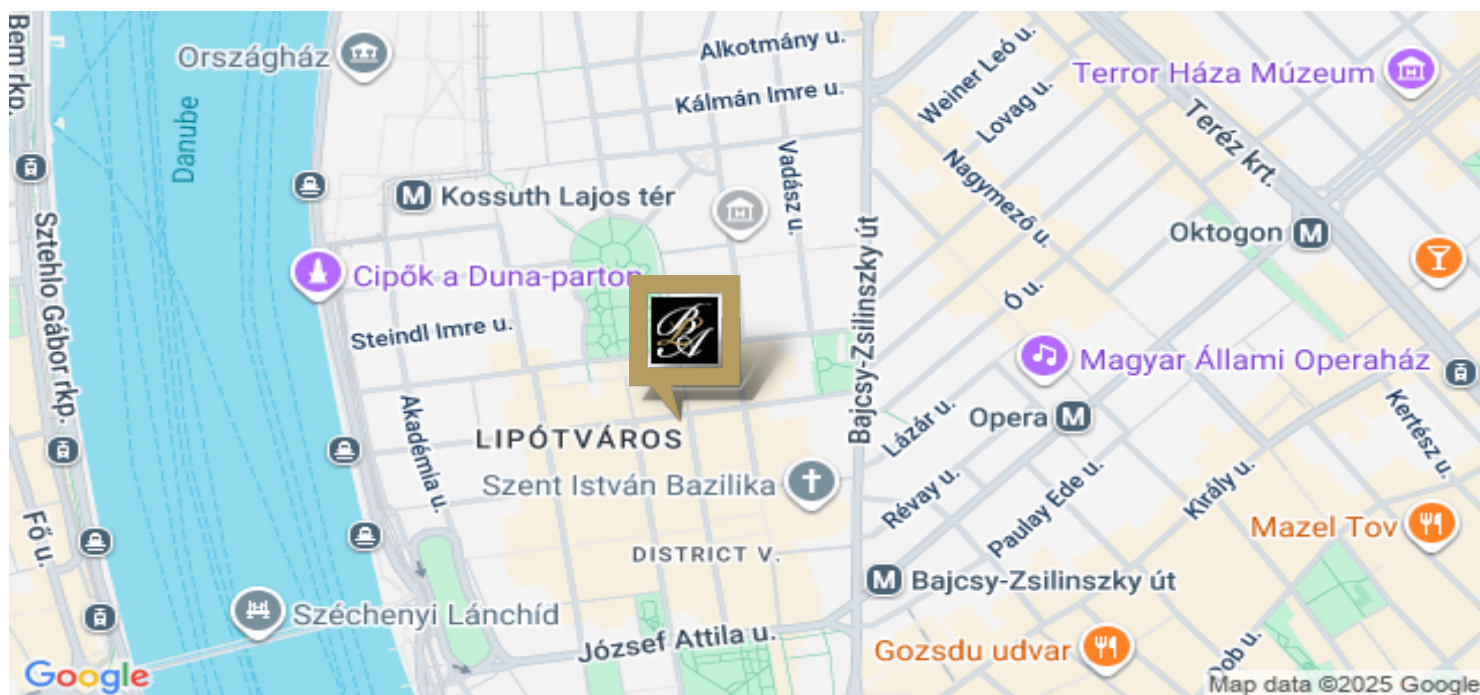 Bem rkp.
Országház
Alkotmány u.
Weiner Leó u.
Terror Háza Múzeum
Kálmán Imre u.
Lovag u.
Teréz krt.
Danube
Vadász u.
Nagymező u.
M Kossuth Lajos tér
Oktogon M
Sztehlo Gábor rkp.
Bajcsy-Zsilinszky út
Cipők a Duna-parton
Ó u.
Steindl Imre u.
BLA
Magyar Állami Operaház
Akadémia u.
Lázár u.
Opera M
Kertész u.
LIPÓTVÁROS
Szent István Bazilika
Révay u.
Paulay Ede u.
Király u.
Fő u.
Mazel Tov
DISTRICT V.
M Bajcsy-Zsilinszky út
Széchenyi Lánchíd
József Attila u.
Gozsdu udvar
Dob u.
Google
Map data ©2025 Google